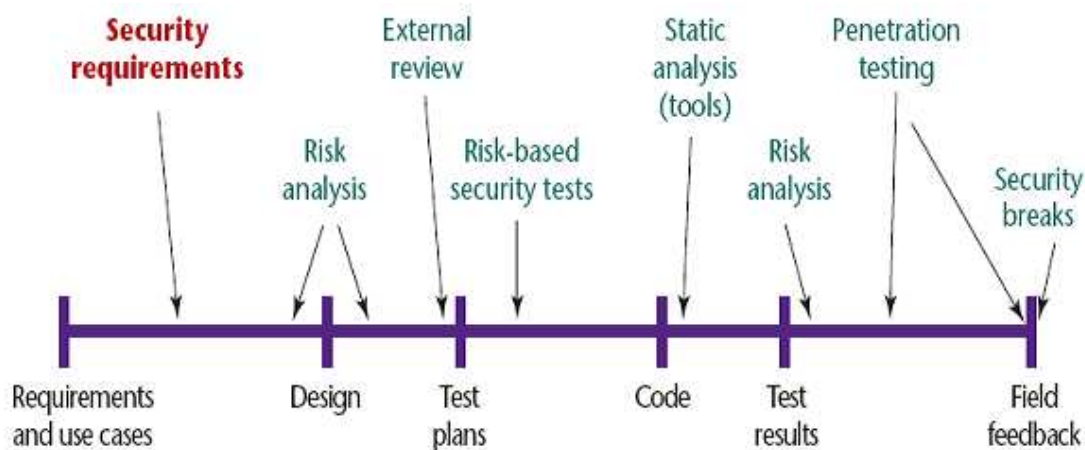 Security
requirements
External
review
Static
analysis
(tools)
Penetration
testing
Risk
analysis
Risk-based
security tests
Risk
analysis
Security
breaks
Requirements
and use cases
Design
Test
plans
Code
Test
results
Field
feedback